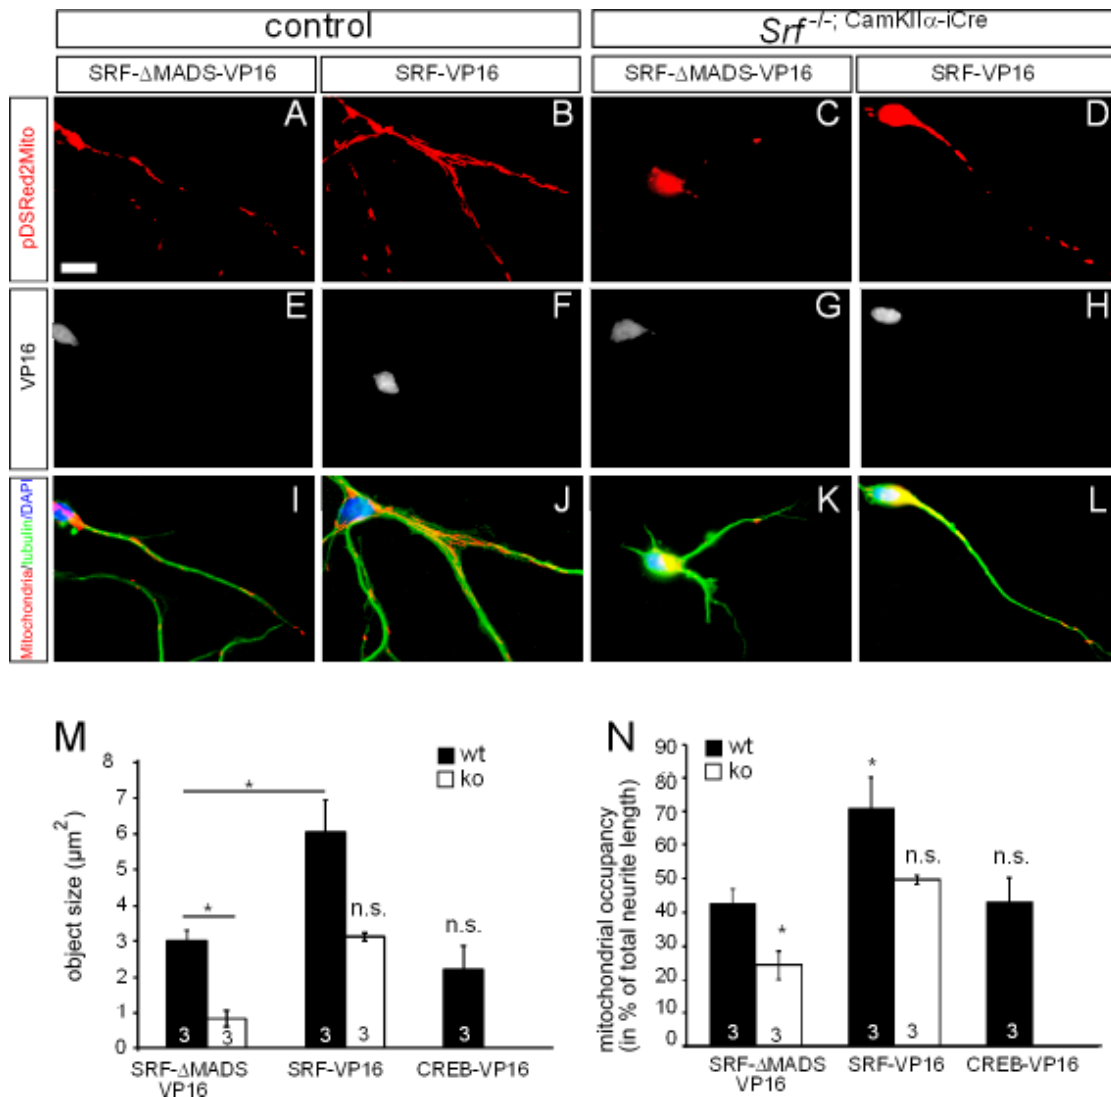 control
Srf-/-; CamKIIα-iCre
SRF-ΔMADS-VP16
SRF-VP16
SRF-ΔMADS-VP16
SRF-VP16
pDSRed2Mito
A
B
C
D
VP16
E
F
G
H
Mitochondria/tubulin/DAPI
I
J
K
L
M
wt
ko
object size (µm2)
8
7
6
5
4
3
2
1
0
*
*
n.s.
n.s.
3
3
3
3
3
SRF-ΔMADS
VP16
SRF-VP16
CREB-VP16
N
wt
ko
mitochondrial occupancy
(in % of total neurite length)
90
80
70
60
50
40
30
20
10
0
*
*
n.s.
n.s.
3
3
3
3
3
SRF-ΔMADS
VP16
SRF-VP16
CREB-VP16